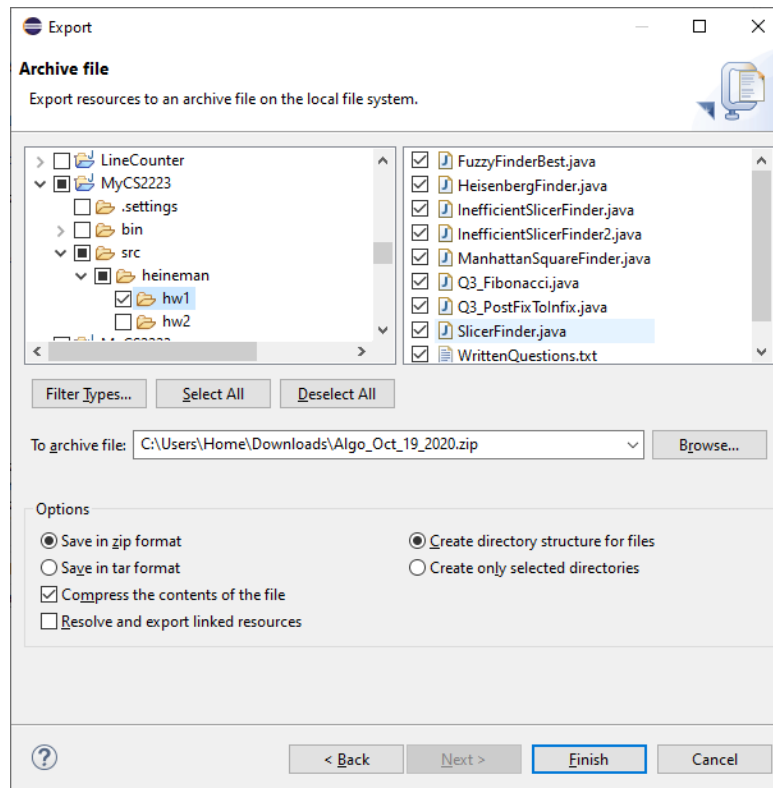 Export
Archive file
Export resources to an archive file on the local file system.
LineCounter
MyCS2223
.settings
bin
src
heineman
hw1
hw2
FuzzyFinderBest.java
HeisenbergFinder.java
InefficientSlicerFinder.java
InefficientSlicerFinder2.java
ManhattanSquareFinder.java
Q3_Fibonacci.java
Q3_PostFixToInfix.java
SlicerFinder.java
WrittenQuestions.txt
Filter Types... Select All Deselect All
To archive file: C:\Users\Home\Downloads\Algo_Oct_19_2020.zip Browse...
Options
Save in zip format Create directory structure for files
Save in tar format Create only selected directories
Compress the contents of the file
Resolve and export linked resources
? < Back Next > Finish Cancel